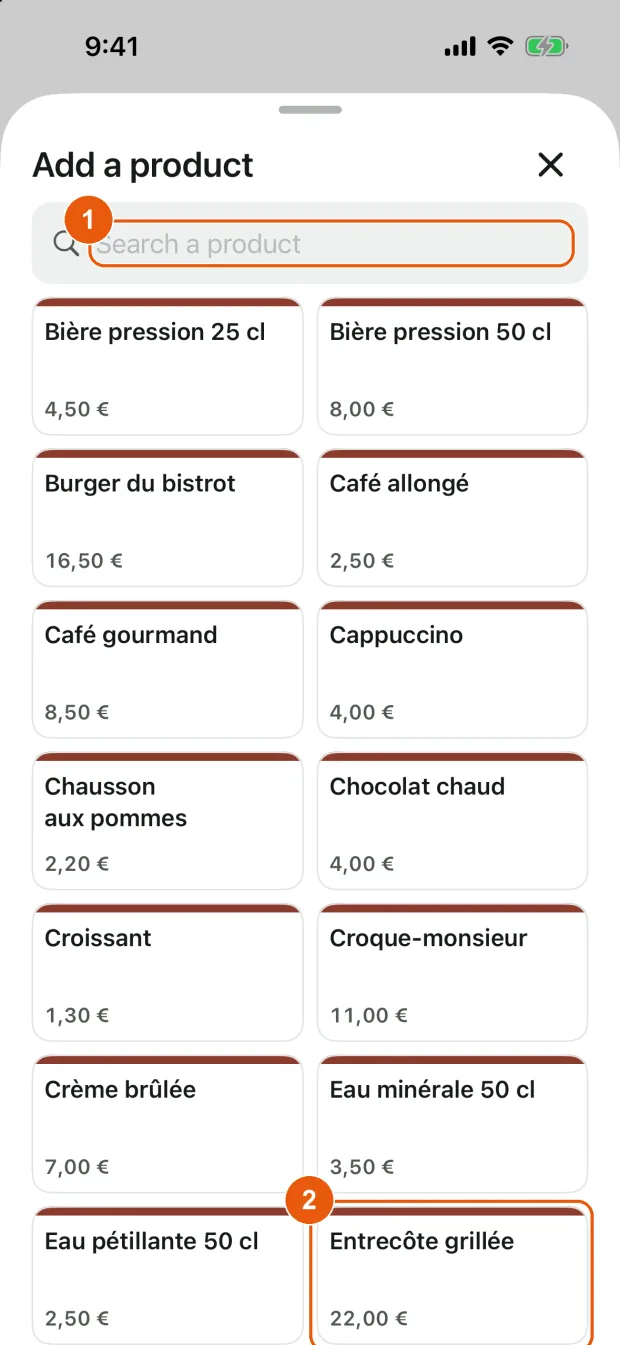 9:41
Add a product
1
Search a product
Bière pression 25 cl
4,50 €
Bière pression 50 cl
8,00 €
Burger du bistrot
16,50 €
Café allongé
2,50 €
Café gourmand
8,50 €
Cappuccino
4,00 €
Chausson
aux pommes
2,20 €
Chocolat chaud
4,00 €
Croissant
1,30 €
Croque-monsieur
11,00 €
Crème brûlée
7,00 €
Eau minérale 50 cl
3,50 €
2
Eau pétillante 50 cl
2,50 €
Entrecôte grillée
22,00 €